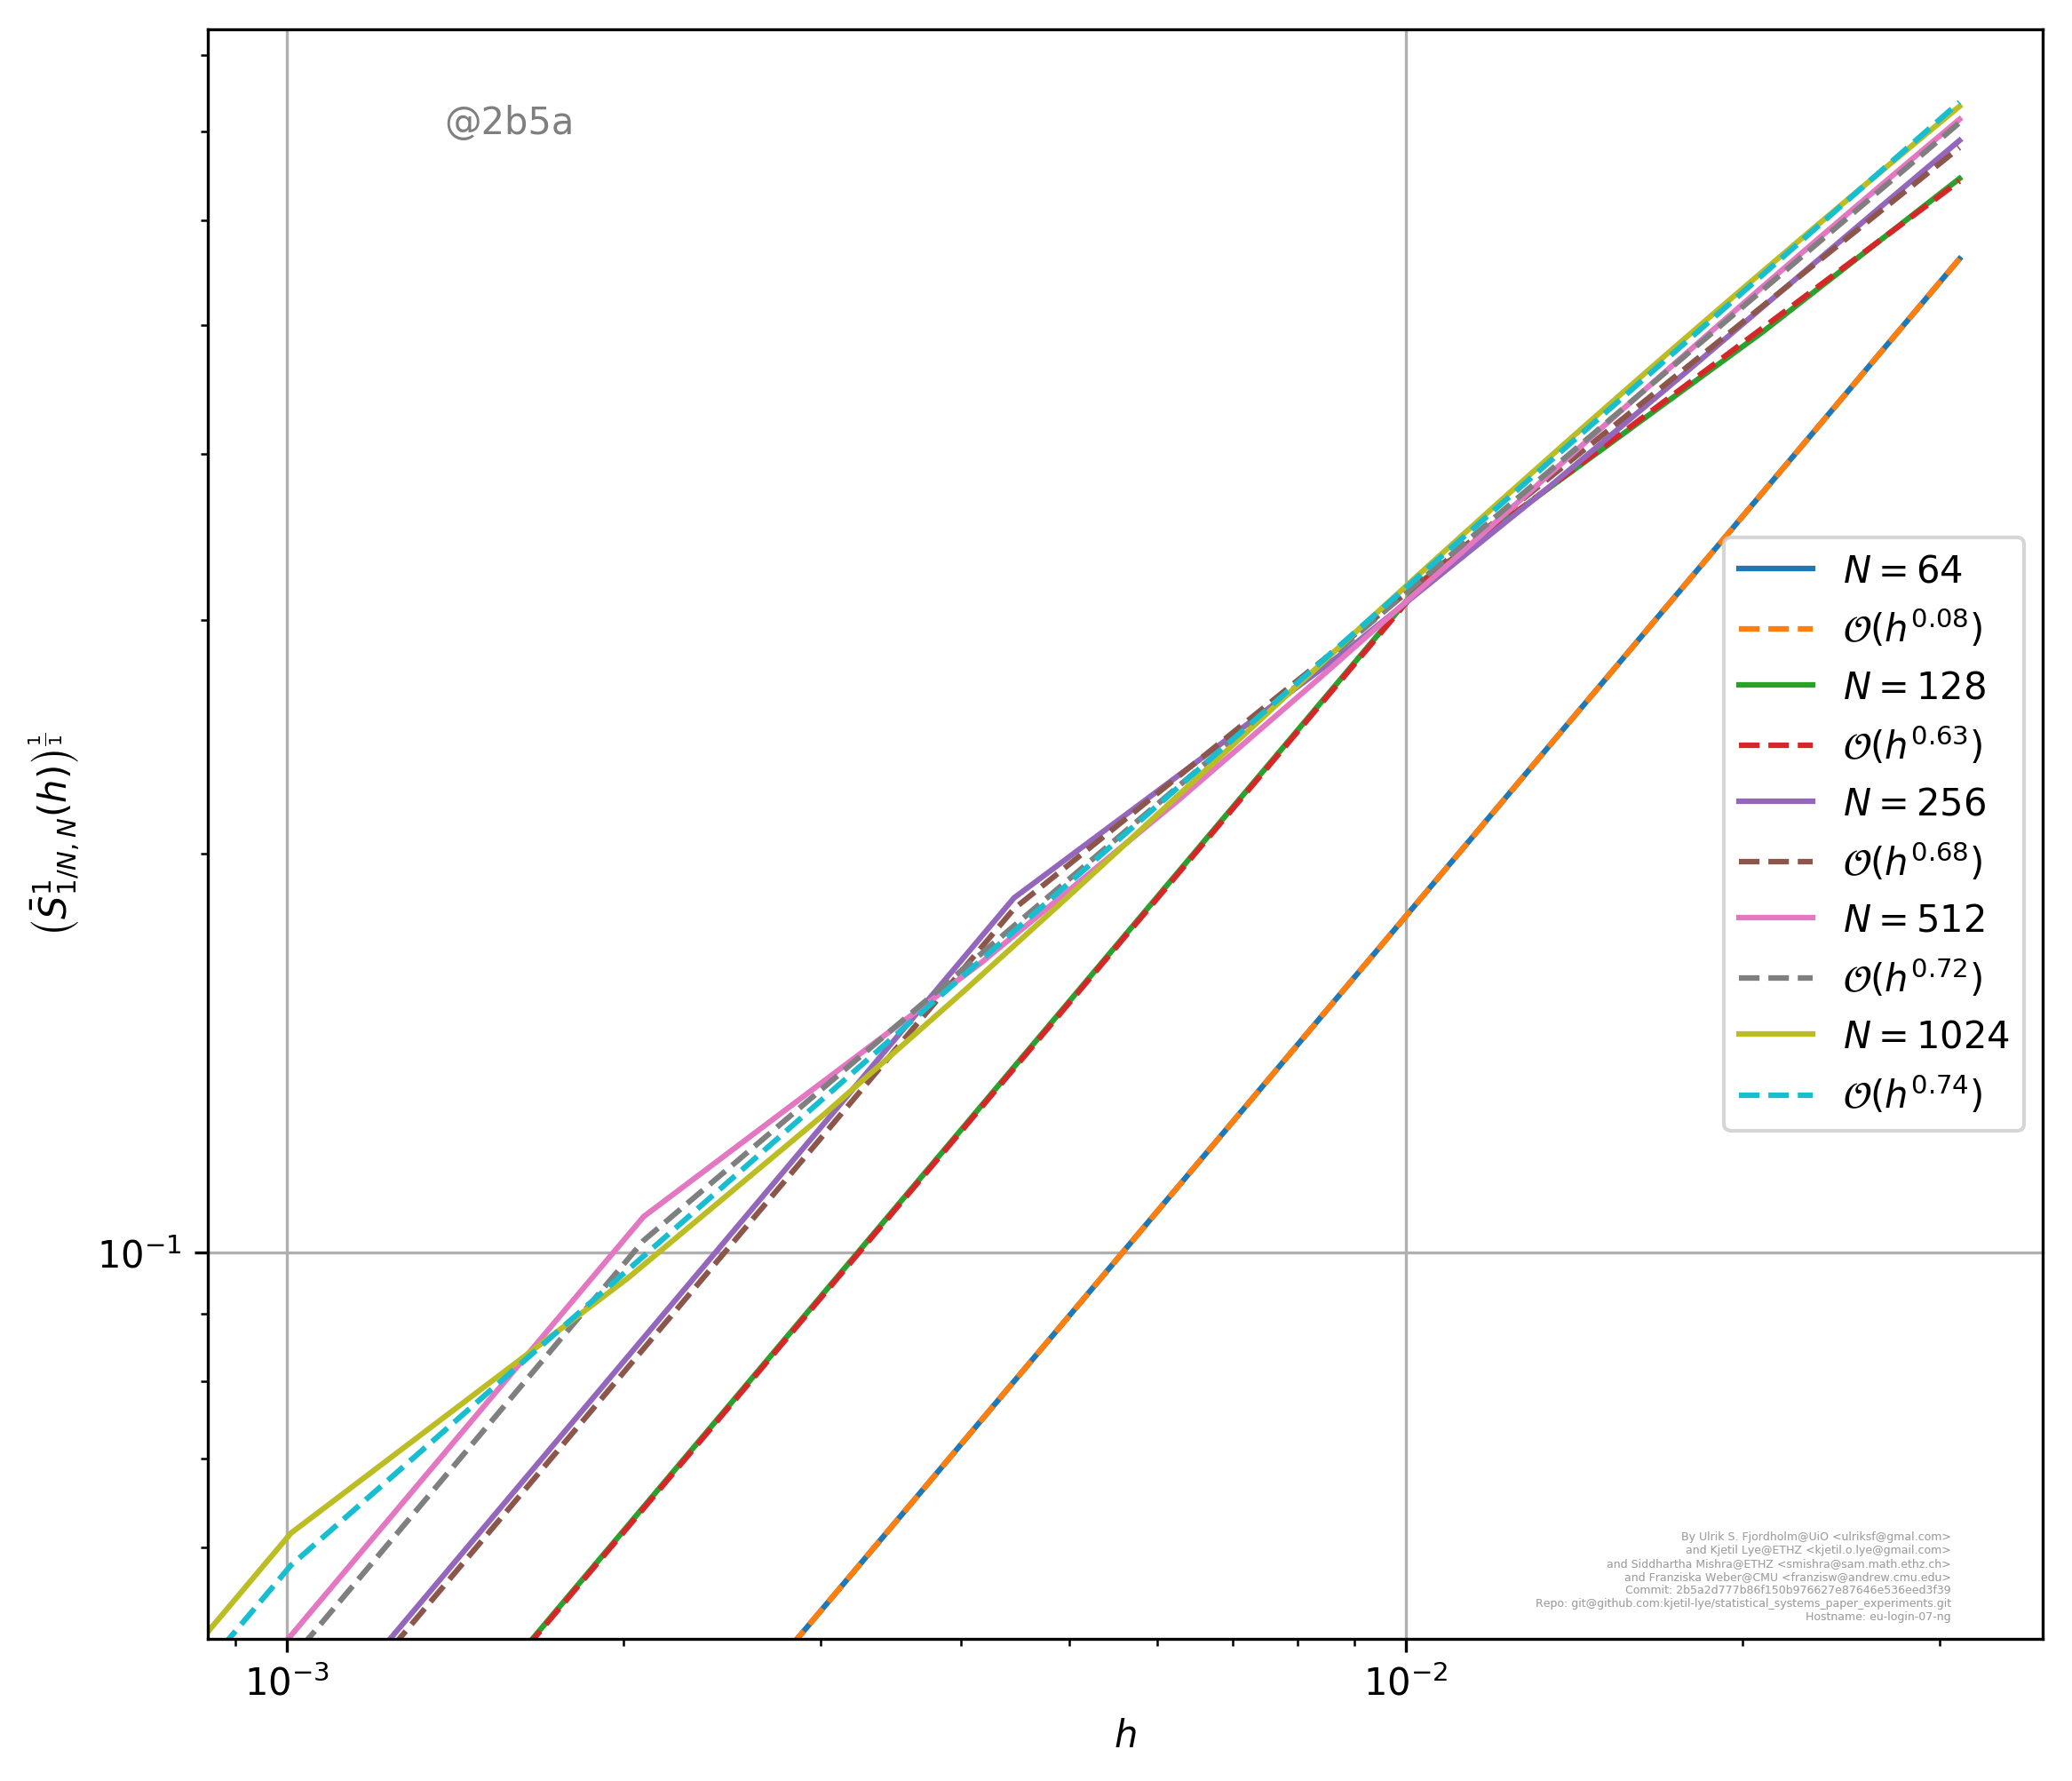 @2b5a
(S̄¹_{1/N, N}(h))^{1/1}
10⁻¹
10⁻³
10⁻²
h
N = 64
𝒪(h^{0.08})
N = 128
𝒪(h^{0.63})
N = 256
𝒪(h^{0.68})
N = 512
𝒪(h^{0.72})
N = 1024
𝒪(h^{0.74})
By Ulrik S. Fjordholm@UiO <ulriksf@gmal.com>
and Kjetil Lye@ETHZ <kjetil.o.lye@gmail.com>
and Siddhartha Mishra@ETHZ <smishra@sam.math.ethz.ch>
and Franziska Weber@CMU <franzisw@andrew.cmu.edu>
Commit: 2b5a2d777b86f150b976627e87646e536eed3f39
Repo: git@github.com:kjetil-lye/statistical_systems_paper_experiments.git
Hostname: eu-login-07-ng